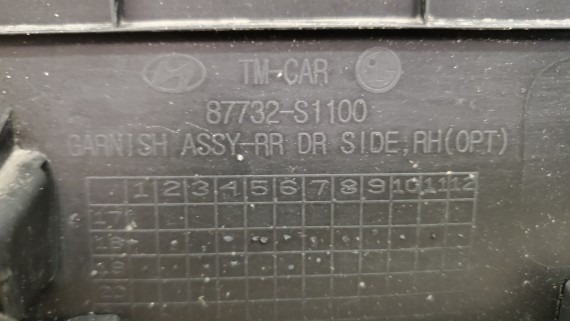 TM-CAR
87732-S1100
GARNISH ASSY-RR DR SIDE,RH(OPT)
1 2 3 4 5 6 7 8 9 10 11 12
17
18
19
20